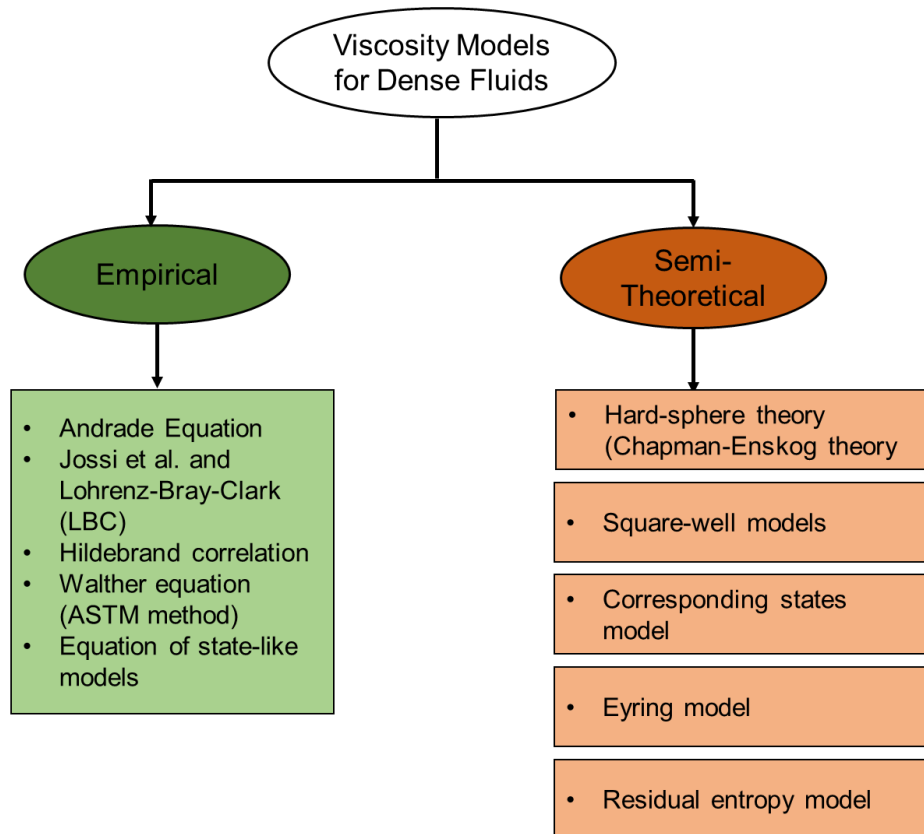 Viscosity Models
for Dense Fluids
Empirical
Semi-
Theoretical
• Andrade Equation
• Jossi et al. and
Lohrenz-Bray-Clark
(LBC)
• Hildebrand correlation
• Walther equation
(ASTM method)
• Equation of state-like
models
• Hard-sphere theory
(Chapman-Enskog theory
• Square-well models
• Corresponding states
model
• Eyring model
• Residual entropy model